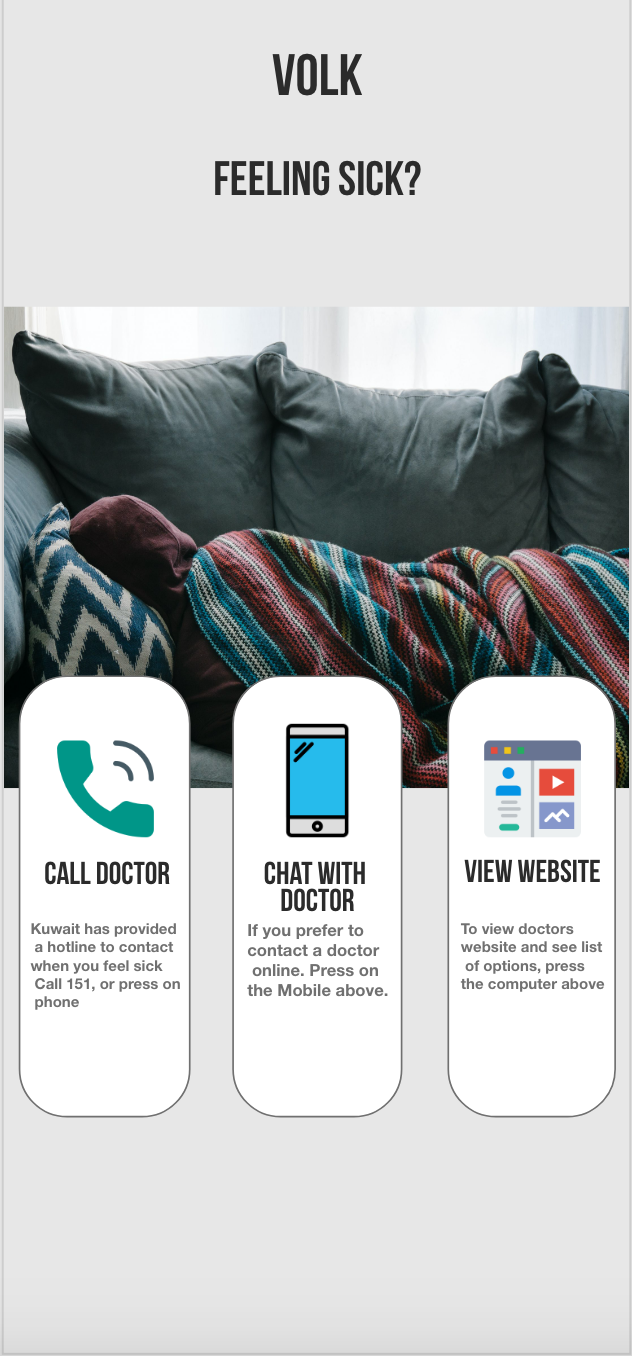 VOLK
FEELING SICK?
CALL DOCTOR
Kuwait has provided
a hotline to contact
when you feel sick
Call 151, or press on
phone
CHAT WITH
DOCTOR
If you prefer to
contact a doctor
online. Press on
the Mobile above.
VIEW WEBSITE
To view doctors
website and see list
of options, press
the computer above